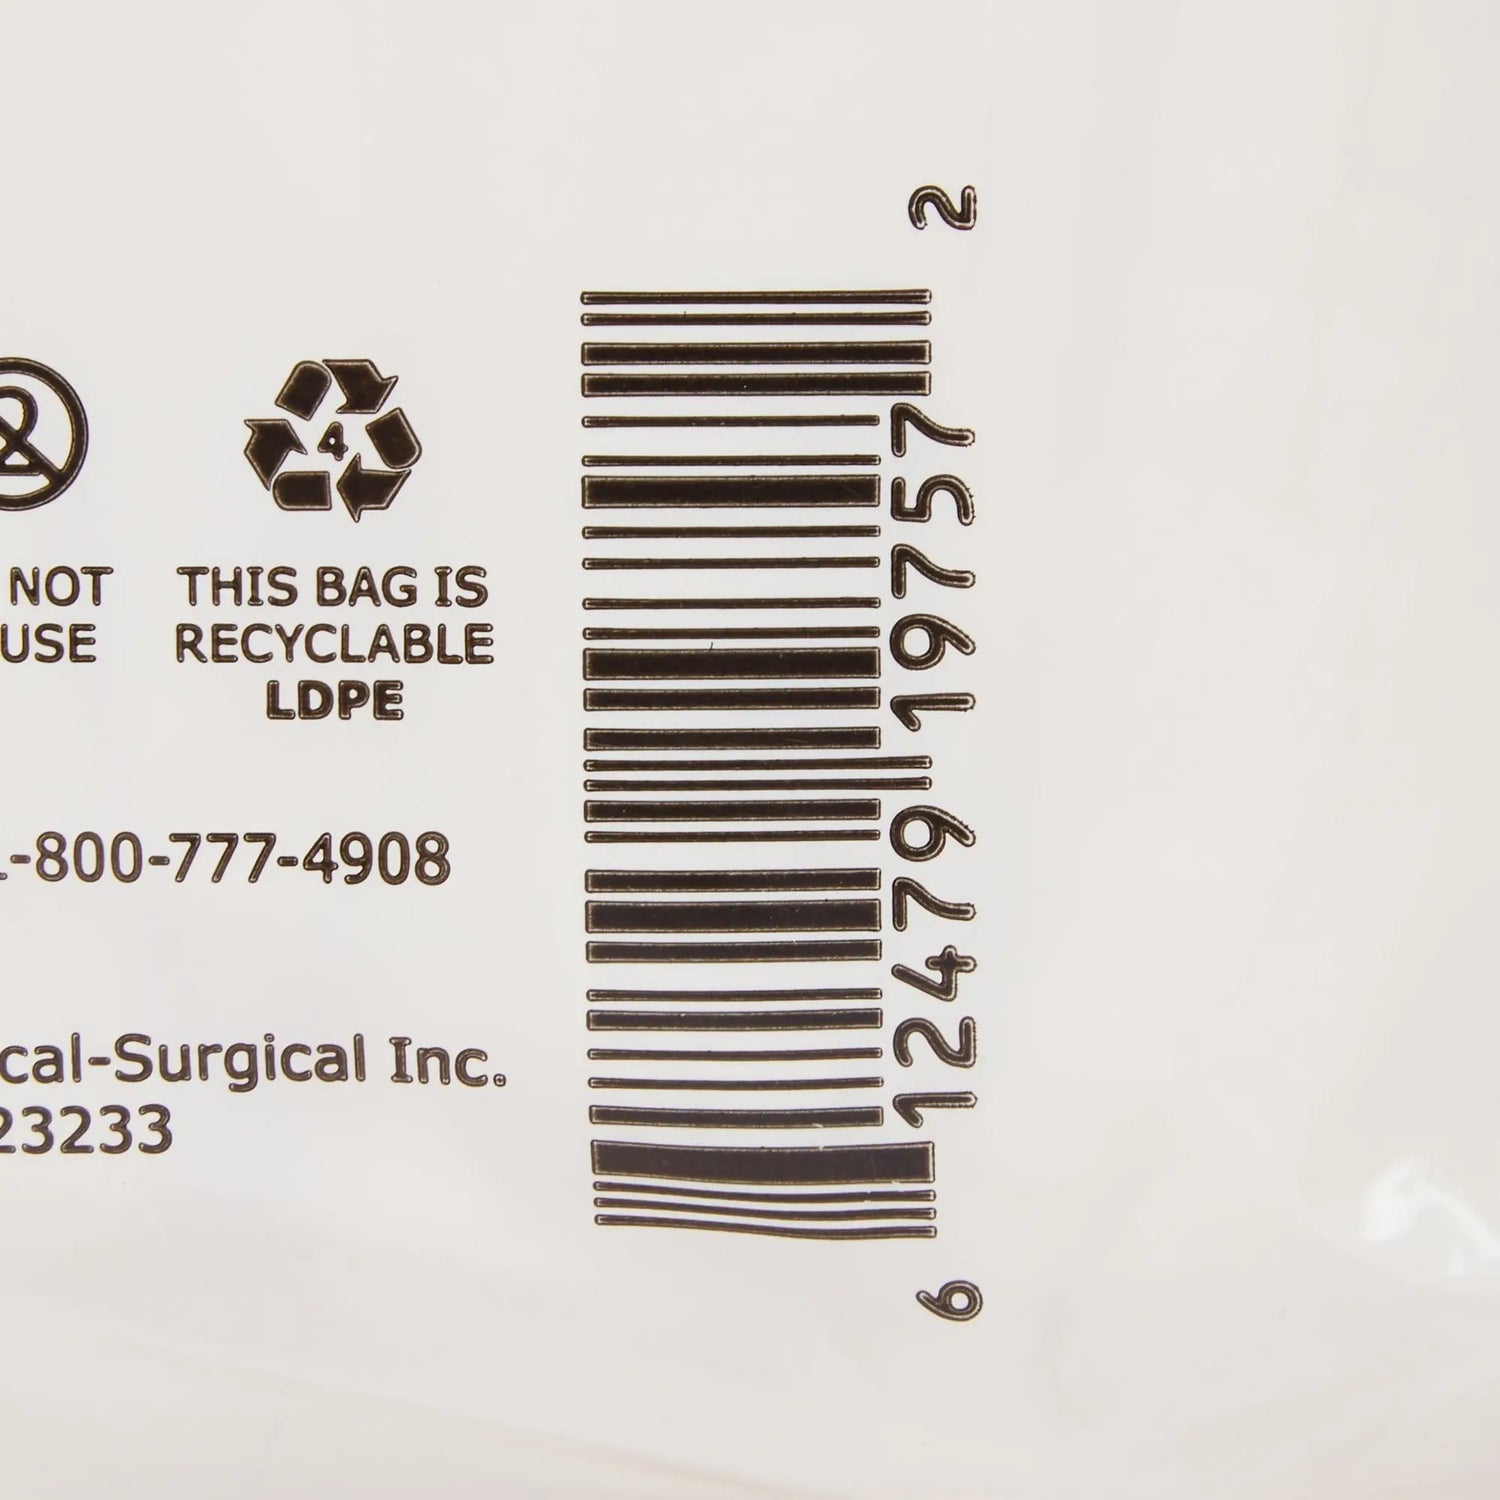 4
NOT
USE
THIS BAG IS
RECYCLABLE
LDPE
1-800-777-4908
cal-Surgical Inc.
23233
6 12479 19757 2